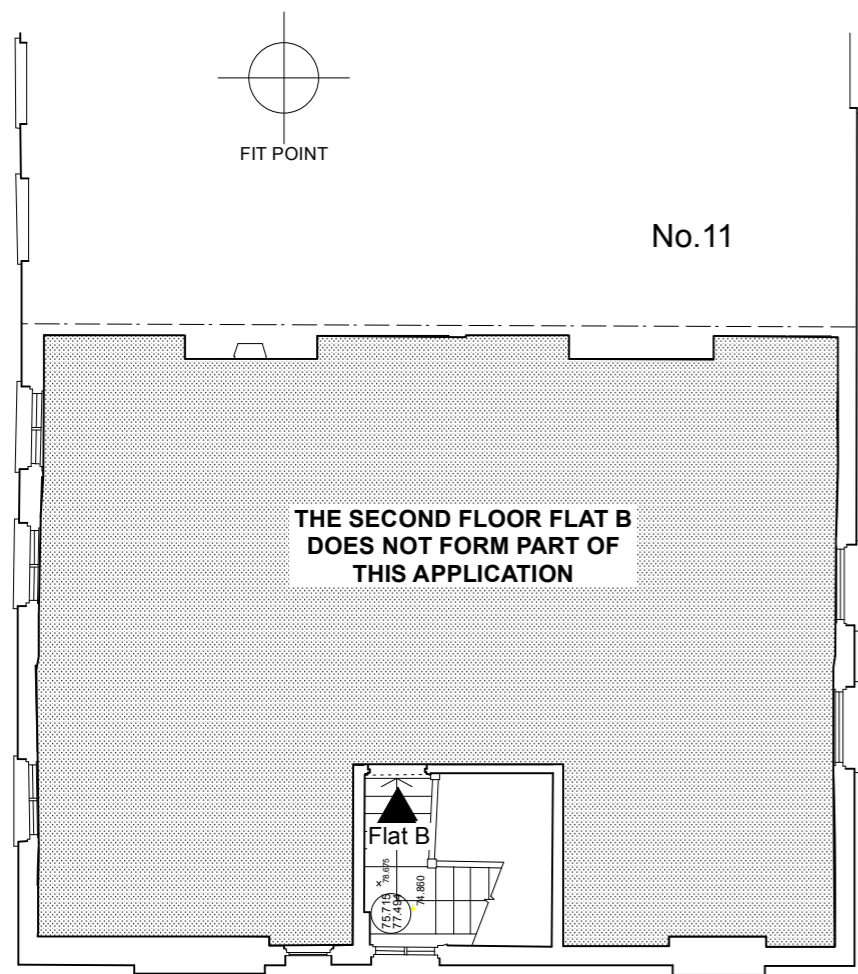 FIT POINT
No.11
THE SECOND FLOOR FLAT B
DOES NOT FORM PART OF
THIS APPLICATION
Flat B
78.675
75.715
77.494
74.860